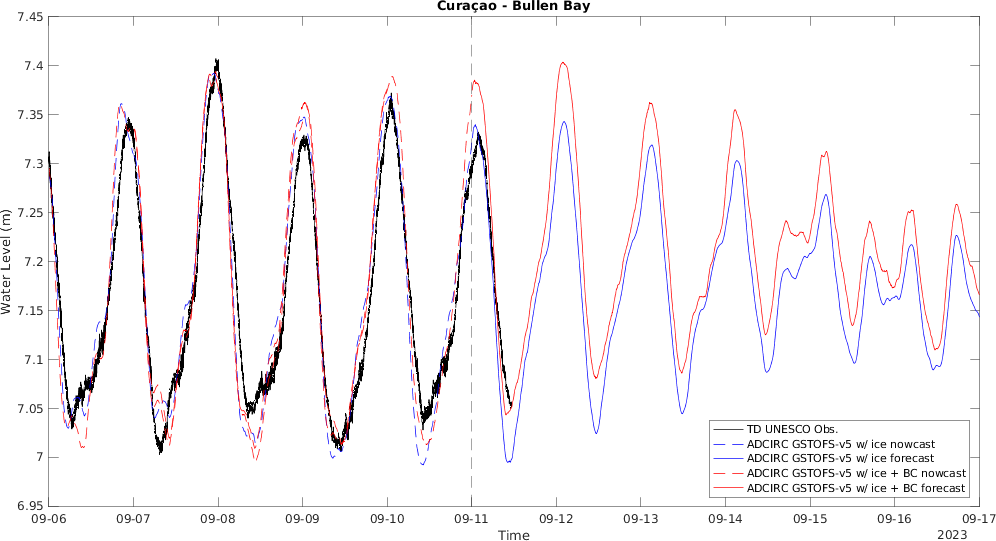 Curaçao - Bullen Bay
7.45
7.4
7.35
7.3
7.25
7.2
7.15
7.1
7.05
7
6.95
Water Level (m)
TD UNESCO Obs.
ADCIRC GSTOFS-v5 w/ ice nowcast
ADCIRC GSTOFS-v5 w/ ice forecast
ADCIRC GSTOFS-v5 w/ ice + BC nowcast
ADCIRC GSTOFS-v5 w/ ice + BC forecast
09-06 09-07 09-08 09-09 09-10 09-11 09-12 09-13 09-14 09-15 09-16 09-17
Time
2023